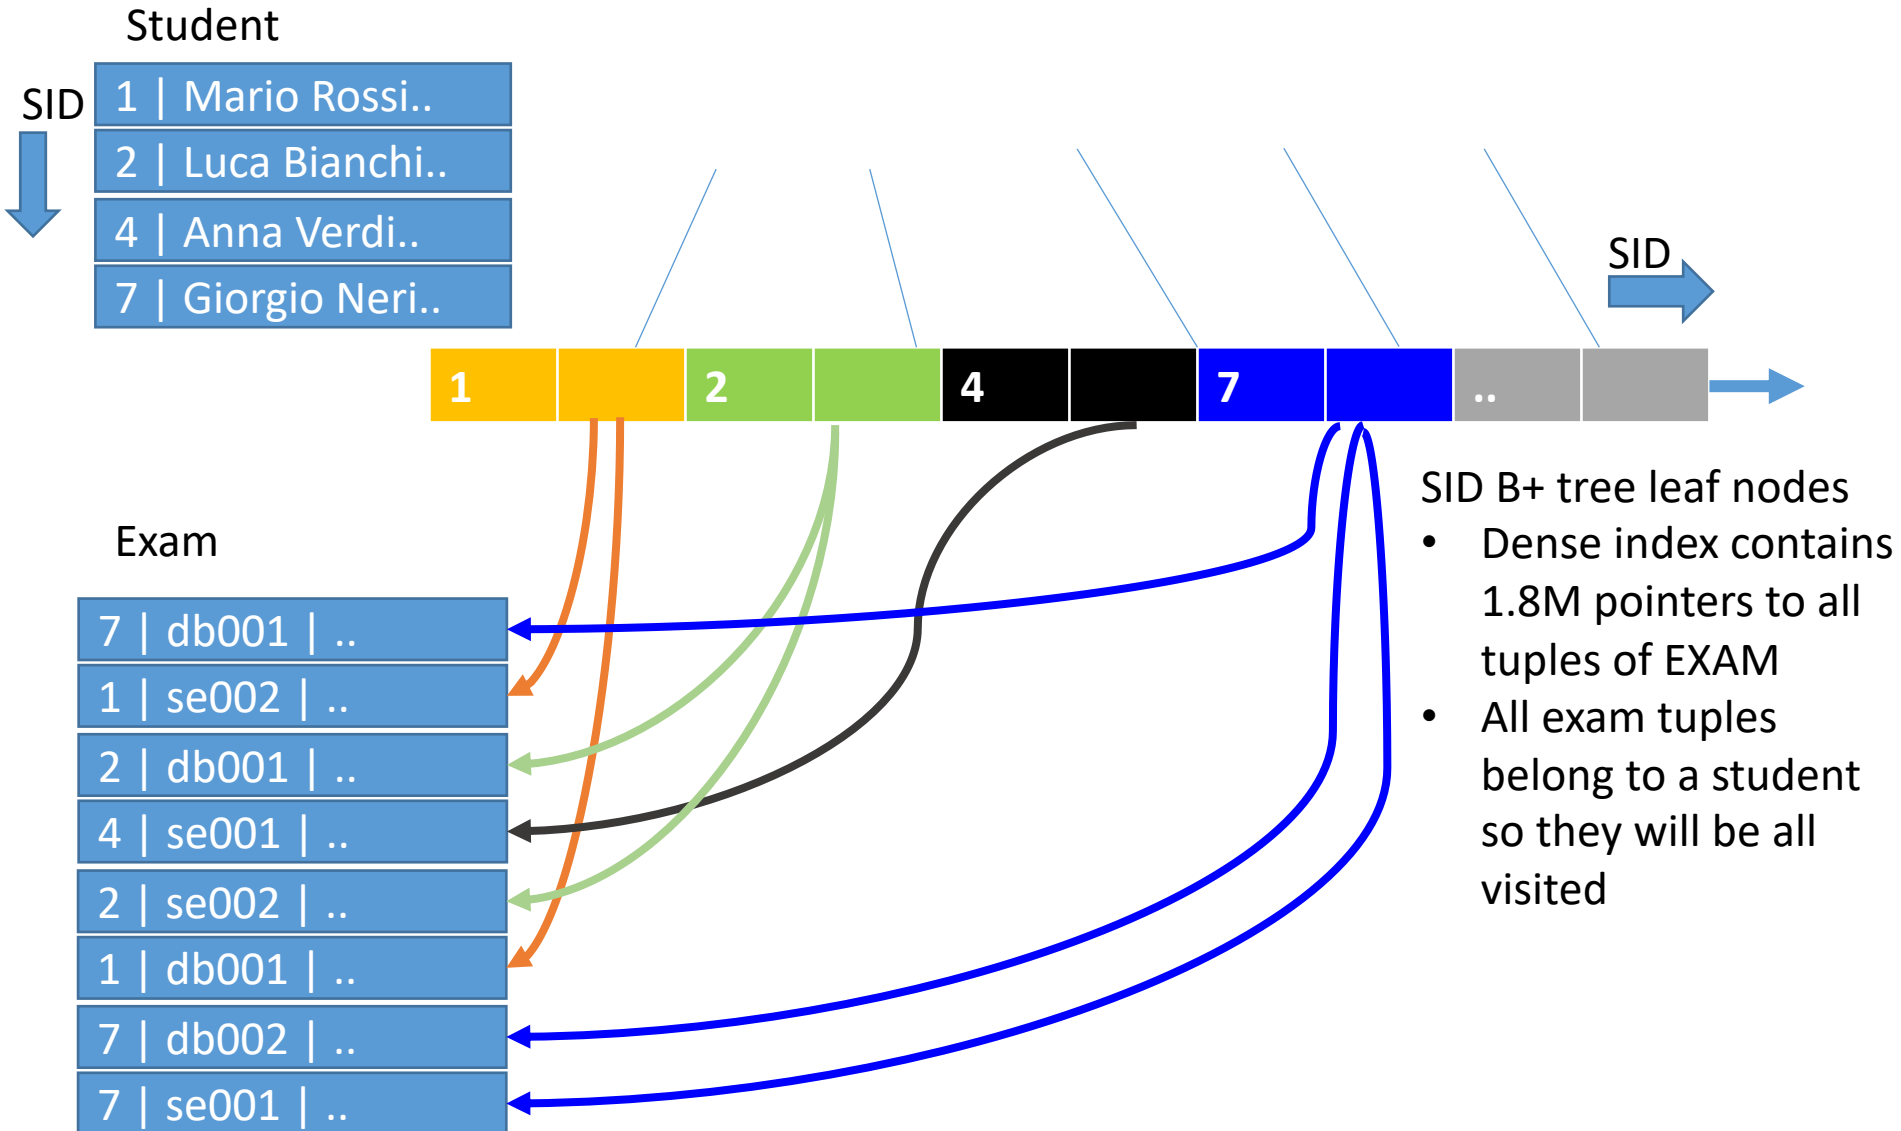 Student
SID
1 | Mario Rossi..
2 | Luca Bianchi..
4 | Anna Verdi..
7 | Giorgio Neri..
SID
1 2 4 7 ..
SID B+ tree leaf nodes
• Dense index contains
1.8M pointers to all
tuples of EXAM
• All exam tuples
belong to a student
so they will be all
visited
Exam
7 | db001 | ..
1 | se002 | ..
2 | db001 | ..
4 | se001 | ..
2 | se002 | ..
1 | db001 | ..
7 | db002 | ..
7 | se001 | ..